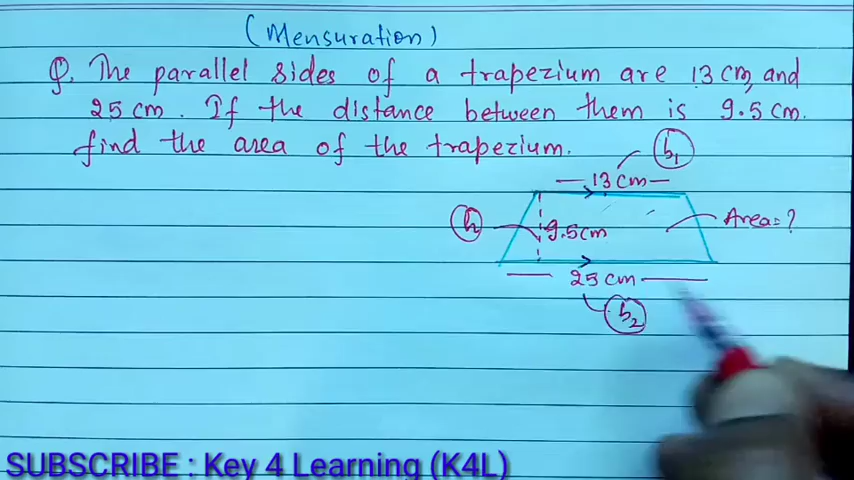 (Mensuration)
Q. The parallel sides of a trapezium are 13 cm, and
25 cm. If the distance between them is 9.5 cm.
find the area of the trapezium.
b1
13 cm
h
9.5cm
Area=?
25 cm
b2
SUBSCRIBE : Key 4 Learning (K4L)